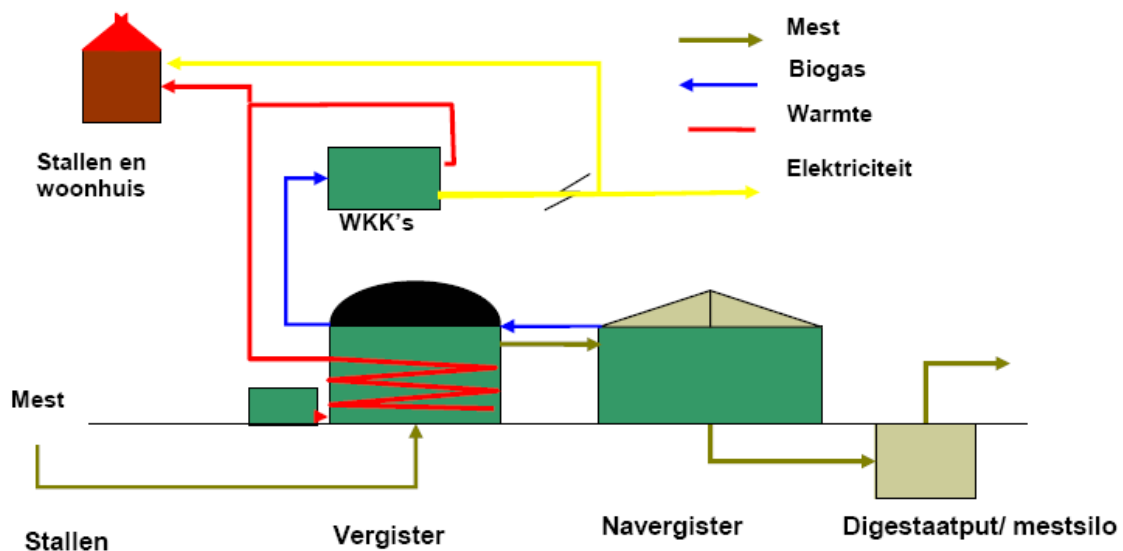 Mest
Biogas
Warmte
Elektriciteit
Stallen en
woonhuis
WKK's
Mest
Stallen
Vergister
Navergister
Digestaatput/ mestsilo